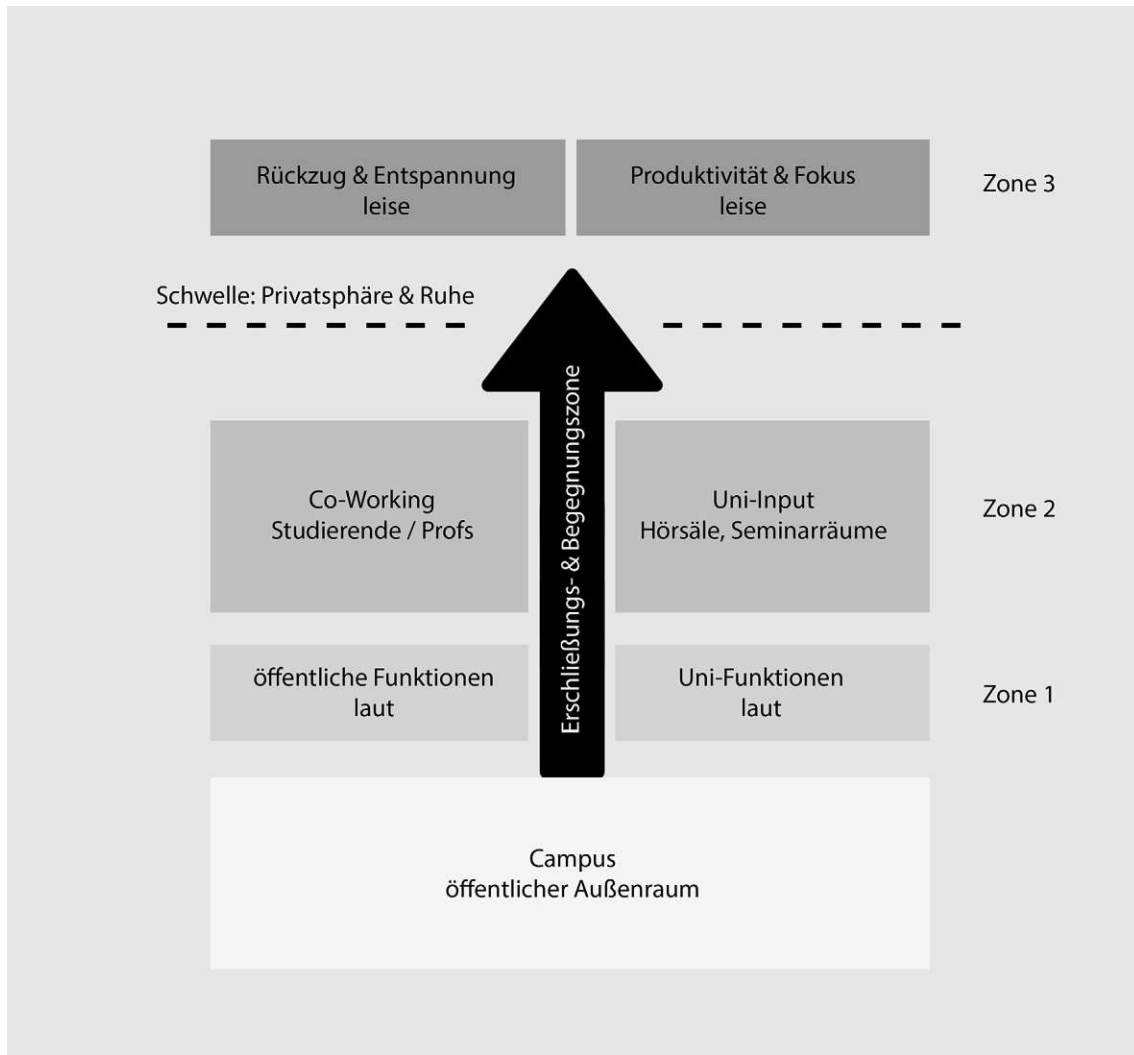 Rückzug & Entspannung
leise
Produktivität & Fokus
leise
Zone 3
Schwelle: Privatsphäre & Ruhe
Erschließungs- & Begegnungszone
Co-Working
Studierende / Profs
Uni-Input
Hörsäle, Seminarräume
Zone 2
öffentliche Funktionen
laut
Uni-Funktionen
laut
Zone 1
Campus
öffentlicher Außenraum